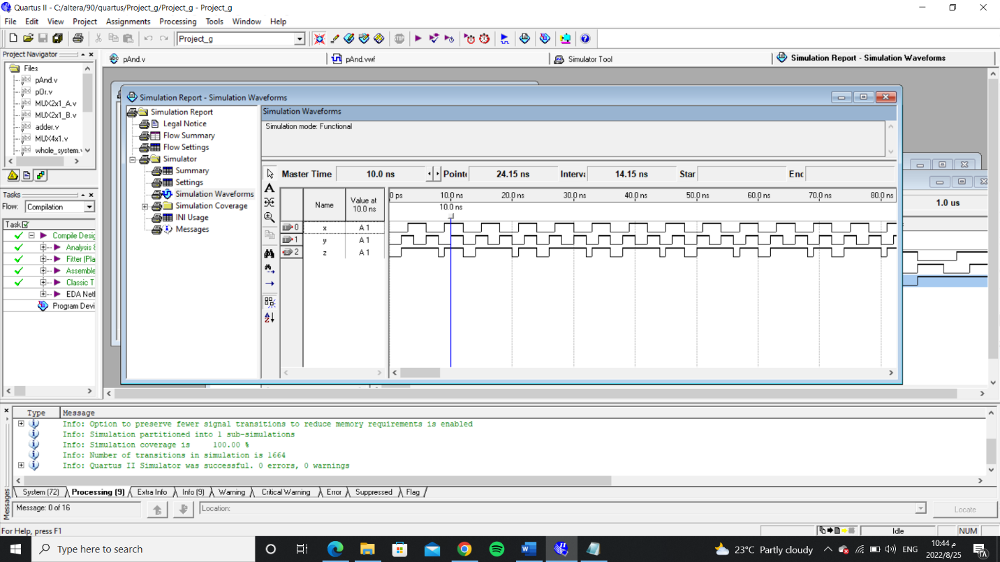 Quartus II - C:/altera/90/quartus/Project_g/Project_g - Project_g
File Edit View Project Assignments Processing Tools Window Help
Project_g
Project Navigator
pAnd.v
pAnd.vwf
Simulator Tool
Simulation Report - Simulation Waveforms
Files
pAnd.v
pOr.v
MUX2x1_A.v
MUX2x1_B.v
adder.v
MUX4x1.v
whole_system.v
Tasks
Flow: Compilation
Task
Compile Desig
Analysis &
Fitter (Pla
Assemble
Classic T
EDA Netl
Program Devi
Simulation Report - Simulation Waveforms
Simulation Report
Legal Notice
Flow Summary
Flow Settings
Simulator
Summary
Settings
Simulation Waveforms
Simulation Coverage
INI Usage
Messages
Simulation Waveforms
Simulation mode: Functional
Master Time 10.0 ns Pointe 24.15 ns Interva 14.15 ns Star End
Name
Value at
10.0 ns
0 ps 10.0 ns 20.0 ns 30.0 ns 40.0 ns 50.0 ns 60.0 ns 70.0 ns 80.0 ns
10.0 ns
0 x A 1
1 y A 1
2 z A 1
1.0 us
Type Message
Info: Option to preserve fewer signal transitions to reduce memory requirements is enabled
Info: Simulation partitioned into 1 sub-simulations
Info: Simulation coverage is 100.00 %
Info: Number of transitions in simulation is 1664
Info: Quartus II Simulator was successful. 0 errors, 0 warnings
System (72) Processing (9) Extra Info Info (9) Warning Critical Warning Error Suppressed Flag
Messages
Message: 0 of 16
Location:
Locate
For Help, press F1
Idle
NUM
Type here to search
23°C Partly cloudy
ENG
10:44 م
2022/8/25